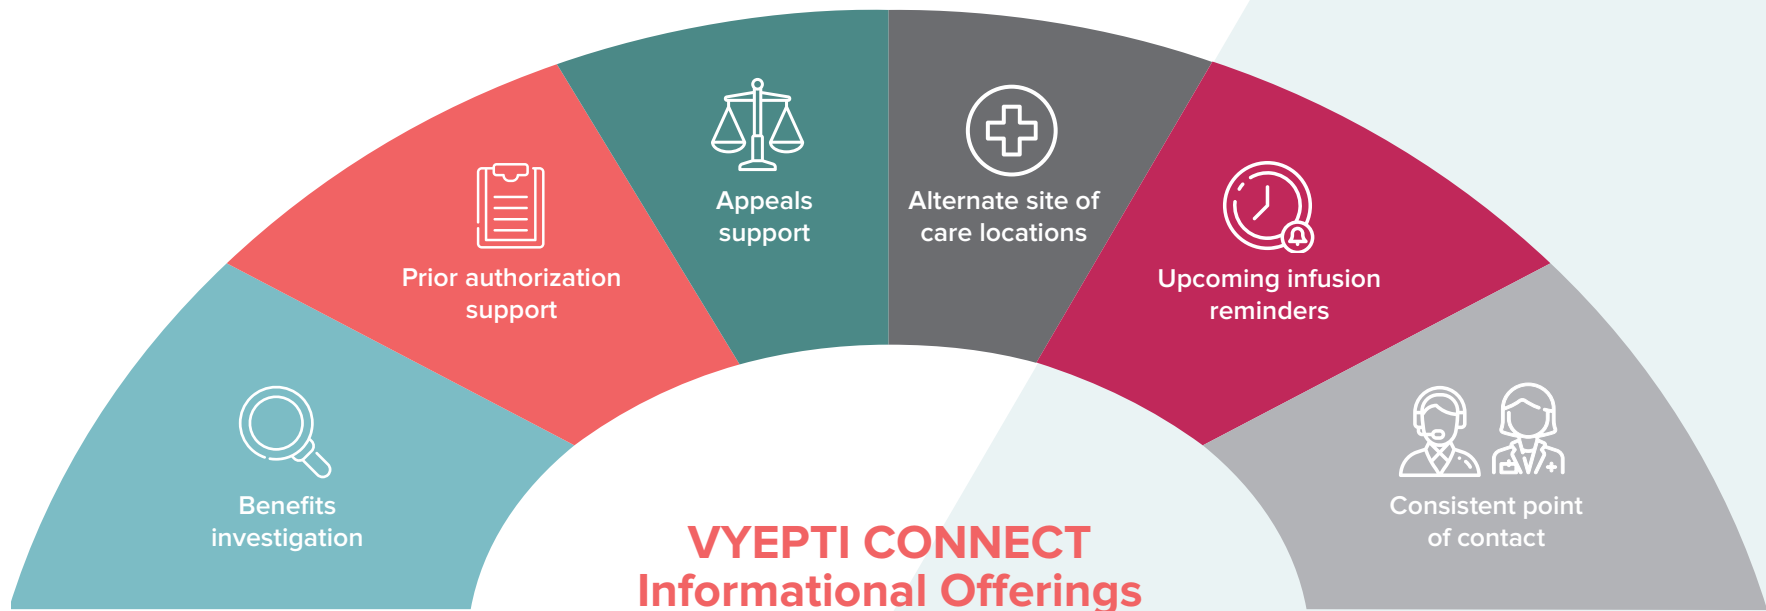 Benefits
investigation
Prior authorization
support
Appeals
support
Alternate site of
care locations
Upcoming infusion
reminders
Consistent point
of contact
VYEPTI CONNECT
Informational Offerings